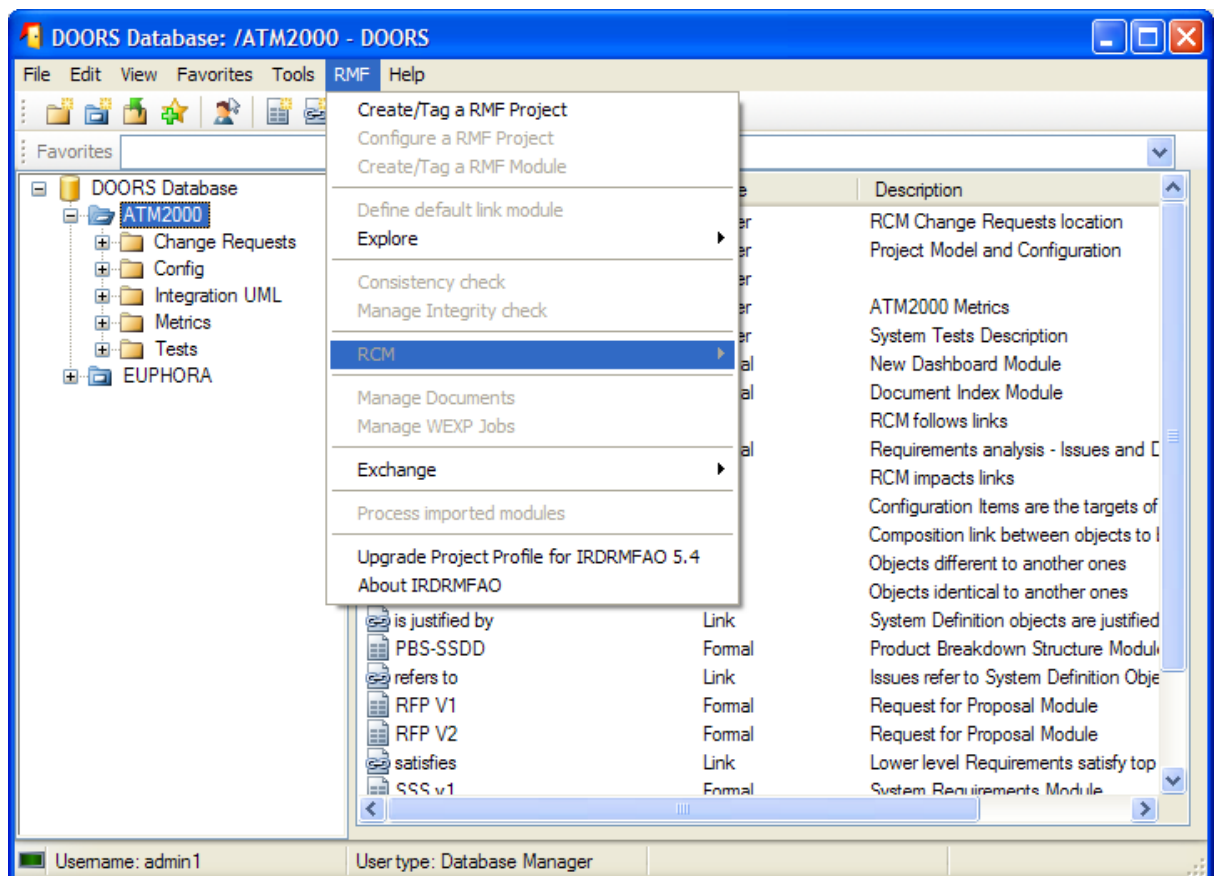 DOORS Database: /ATM2000 - DOORS
File Edit View Favorites Tools RMF Help
Favorites
DOORS Database
ATM2000
Change Requests
Config
Integration UML
Metrics
Tests
EUPHORA
Create/Tag a RMF Project
Configure a RMF Project
Create/Tag a RMF Module
Define default link module
Explore
Consistency check
Manage Integrity check
RCM
Manage Documents
Manage WEXP Jobs
Exchange
Process imported modules
Upgrade Project Profile for IRDRMFAO 5.4
About IRDRMFAO
Description
RCM Change Requests location
Project Model and Configuration
ATM2000 Metrics
System Tests Description
New Dashboard Module
Document Index Module
RCM follows links
Requirements analysis - Issues and
RCM impacts links
Configuration Items are the targets of
Composition link between objects to
Objects different to another ones
Objects identical to another ones
is justified by Link System Definition objects are justified
PBS-SSDD Formal Product Breakdown Structure
refers to Link Issues refer to System Definition
RFP V1 Formal Request for Proposal Module
RFP V2 Formal Request for Proposal Module
satisfies Link Lower level Requirements satisfy top
SSS v1 Formal System Requirements Module
Username: admin1 User type: Database Manager